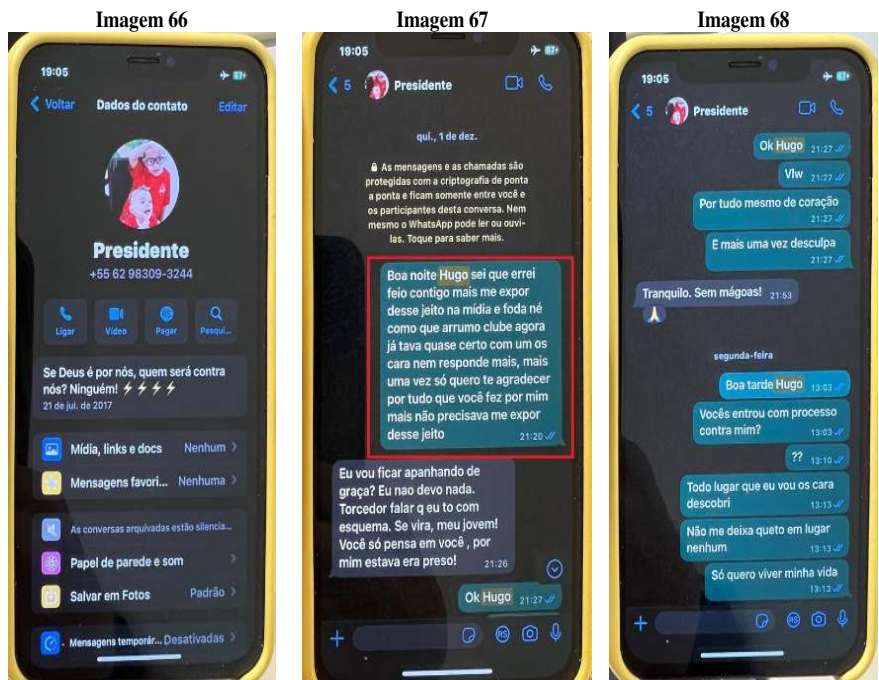 Imagem 66
19:05
Voltar
Dados do contato
Editar
Presidente
+55 62 98309-3244
Ligar
Vídeo
Pagar
Pesqui...
Se Deus é por nós, quem será contra
nós? Ninguém! ⚡⚡⚡⚡
21 de jul. de 2017
Mídia, links e docs
Nenhum
Mensagens favori...
Nenhuma
As conversas arquivadas estão silencia...
Papel de parede e som
Salvar em Fotos
Padrão
Mensagens temporár...
Desativadas
Imagem 67
19:05
5
Presidente
qui., 1 de dez.
As mensagens e as chamadas são
protegidas com a criptografia de ponta
a ponta e ficam somente entre você e
os participantes desta conversa. Nem
mesmo o WhatsApp pode ler ou ouvi-
las. Toque para saber mais.
Boa noite Hugo sei que errei
feio contigo mais me expor
desse jeito na mídia e foda né
como que arrumo clube agora
já tava quase certo com um os
cara nem responde mais, mais
uma vez só quero te agradecer
por tudo que você fez por mim
mais não precisava me expor
desse jeito
21:20
Eu vou ficar apanhando de
graça? Eu nao devo nada.
Torcedor falar q eu to com
esquema. Se vira, meu jovem!
Você só pensa em você , por
mim estava era preso!
21:26
Ok Hugo 21:27
Imagem 68
19:05
5
Presidente
Ok Hugo 21:27
Vlw 21:27
Por tudo mesmo de coração
21:27
E mais uma vez desculpa
21:27
Tranquilo. Sem mágoas! 21:53
🙏🏻
segunda-feira
Boa tarde Hugo 13:03
Vocês entrou com processo
contra mim?
13:03
?? 13:10
Todo lugar que eu vou os cara
descobri
13:13
Não me deixa queto em lugar
nenhum
13:13
Só quero viver minha vida
13:13